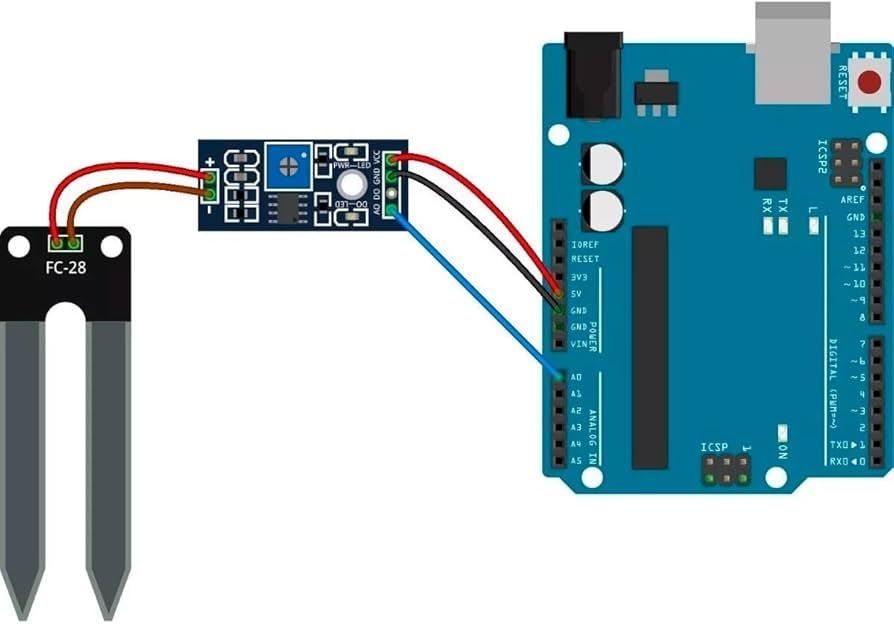 FC-28
+
-
PWR-LED
DO-LED
VCC
GND
DO
AO
RESET
ICSP2
AREF
GND
13
12
~11
~10
~9
8
RX
TX
L
IOREF
RESET
3V3
5V
GND
GND
VIN
POWER
A0
A1
A2
A3
A4
A5
ANALOG IN
7
~6
~5
4
~3
2
TX0▶1
RX0◀0
DIGITAL (PWM=~)
ICSP
1
ON